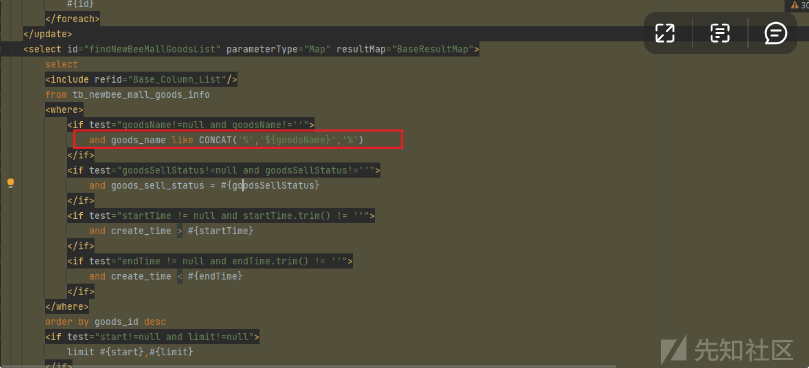 #{id}
</foreach>
</update>
<select id="findNewBeeMallGoodsList" parameterType="Map" resultMap="BaseResultMap">
select
<include refid="Base_Column_List"/>
from tb_newbee_mall_goods_info
<where>
<if test="goodsName!=null and goodsName!=''">
and goods_name like CONCAT('%','${goodsName}','%')
</if>
<if test="goodsSellStatus!=null and goodsSellStatus!=''">
and goods_sell_status = #{goodsSellStatus}
</if>
<if test="startTime != null and startTime.trim() != ''">
and create_time > #{startTime}
</if>
<if test="endTime != null and endTime.trim() != ''">
and create_time < #{endTime}
</if>
</where>
order by goods_id desc
<if test="start!=null and limit!=null">
limit #{start},#{limit}
</if>
先知社区